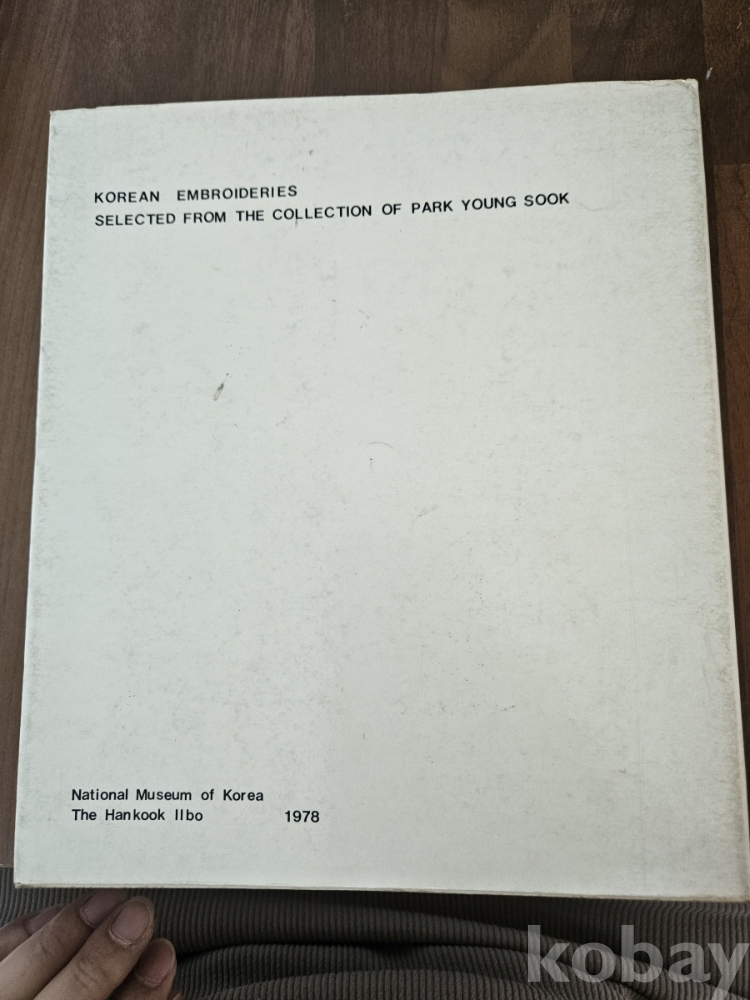 KOREAN EMBROIDERIES
SELECTED FROM THE COLLECTION OF PARK YOUNG SOOK
National Museum of Korea
The Hankook Ilbo 1978
kobay